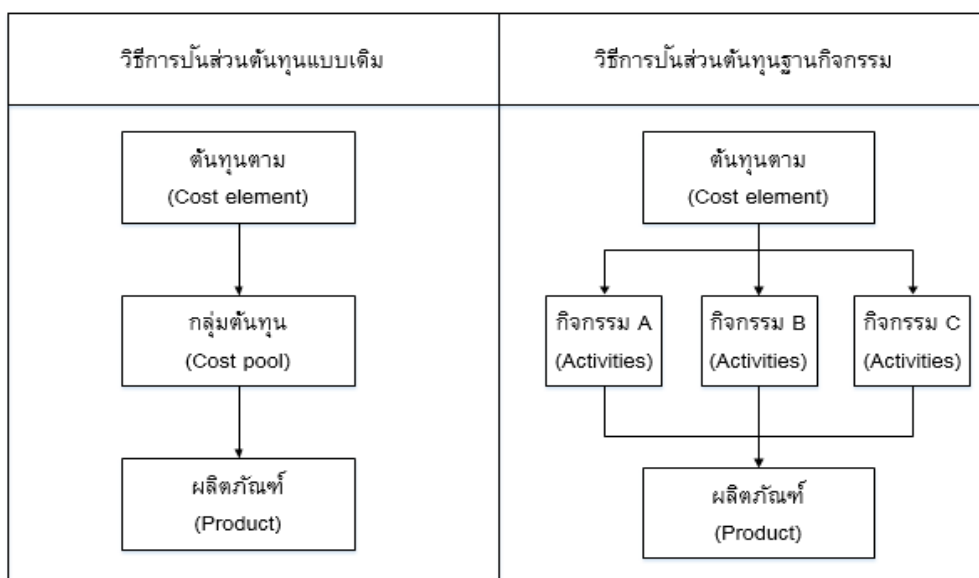 วิธีการปันส่วนต้นทุนแบบเดิม
วิธีการปันส่วนต้นทุนฐานกิจกรรม
ต้นทุนตาม
(Cost element)
กลุ่มต้นทุน
(Cost pool)
ผลิตภัณฑ์
(Product)
ต้นทุนตาม
(Cost element)
กิจกรรม A
(Activities)
กิจกรรม B
(Activities)
กิจกรรม C
(Activities)
ผลิตภัณฑ์
(Product)